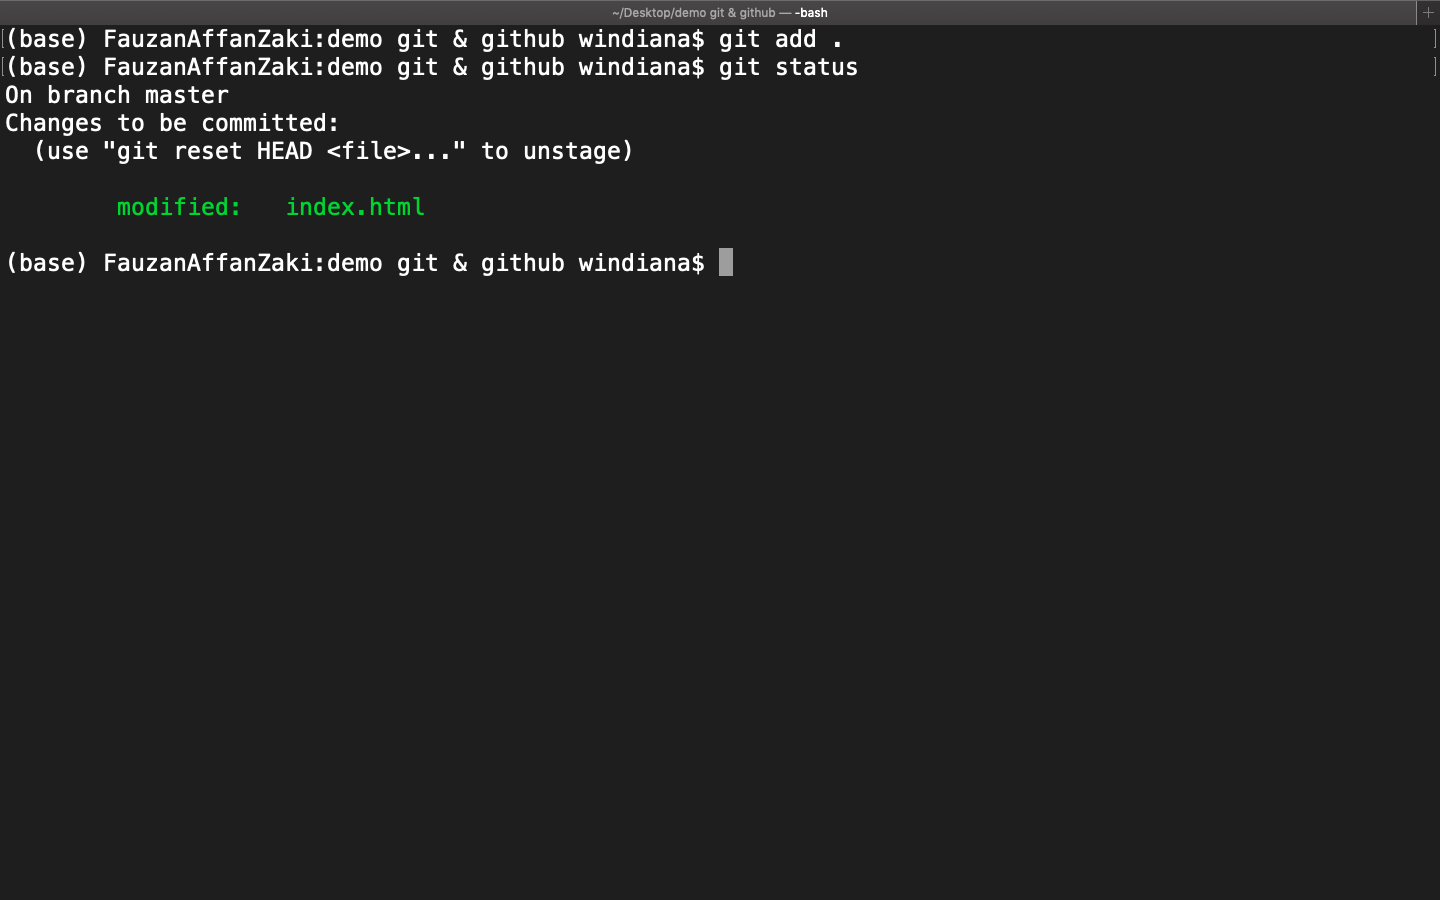 ~/Desktop/demo git & github — -bash
(base) FauzanAffanZaki:demo git & github windiana$ git add .
(base) FauzanAffanZaki:demo git & github windiana$ git status
On branch master
Changes to be committed:
  (use "git reset HEAD <file>..." to unstage)
        modified:   index.html
(base) FauzanAffanZaki:demo git & github windiana$